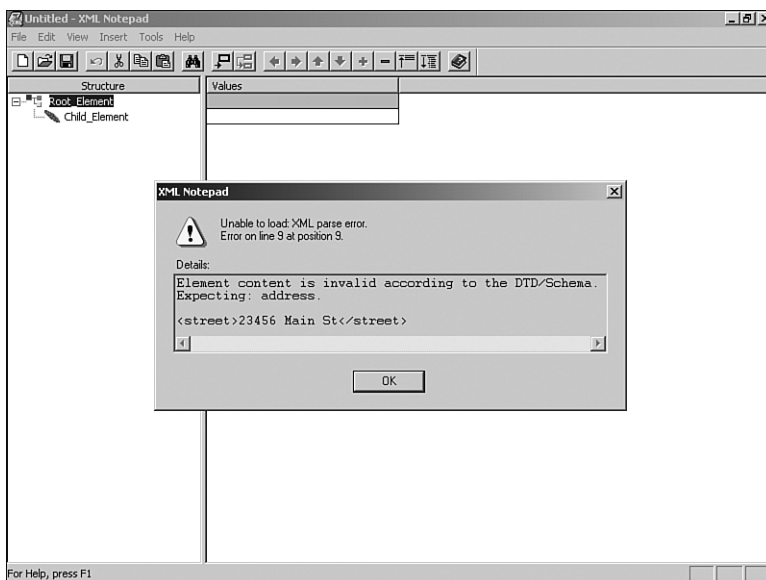 Untitled - XML Notepad
File Edit View Insert Tools Help
Structure
Values
Root_Element
Child_Element
XML Notepad
Unable to load: XML parse error.
Error on line 9 at position 9.
Details:
Element content is invalid according to the DTD/Schema.
Expecting: address.
<street>23456 Main St</street>
OK
For Help, press F1